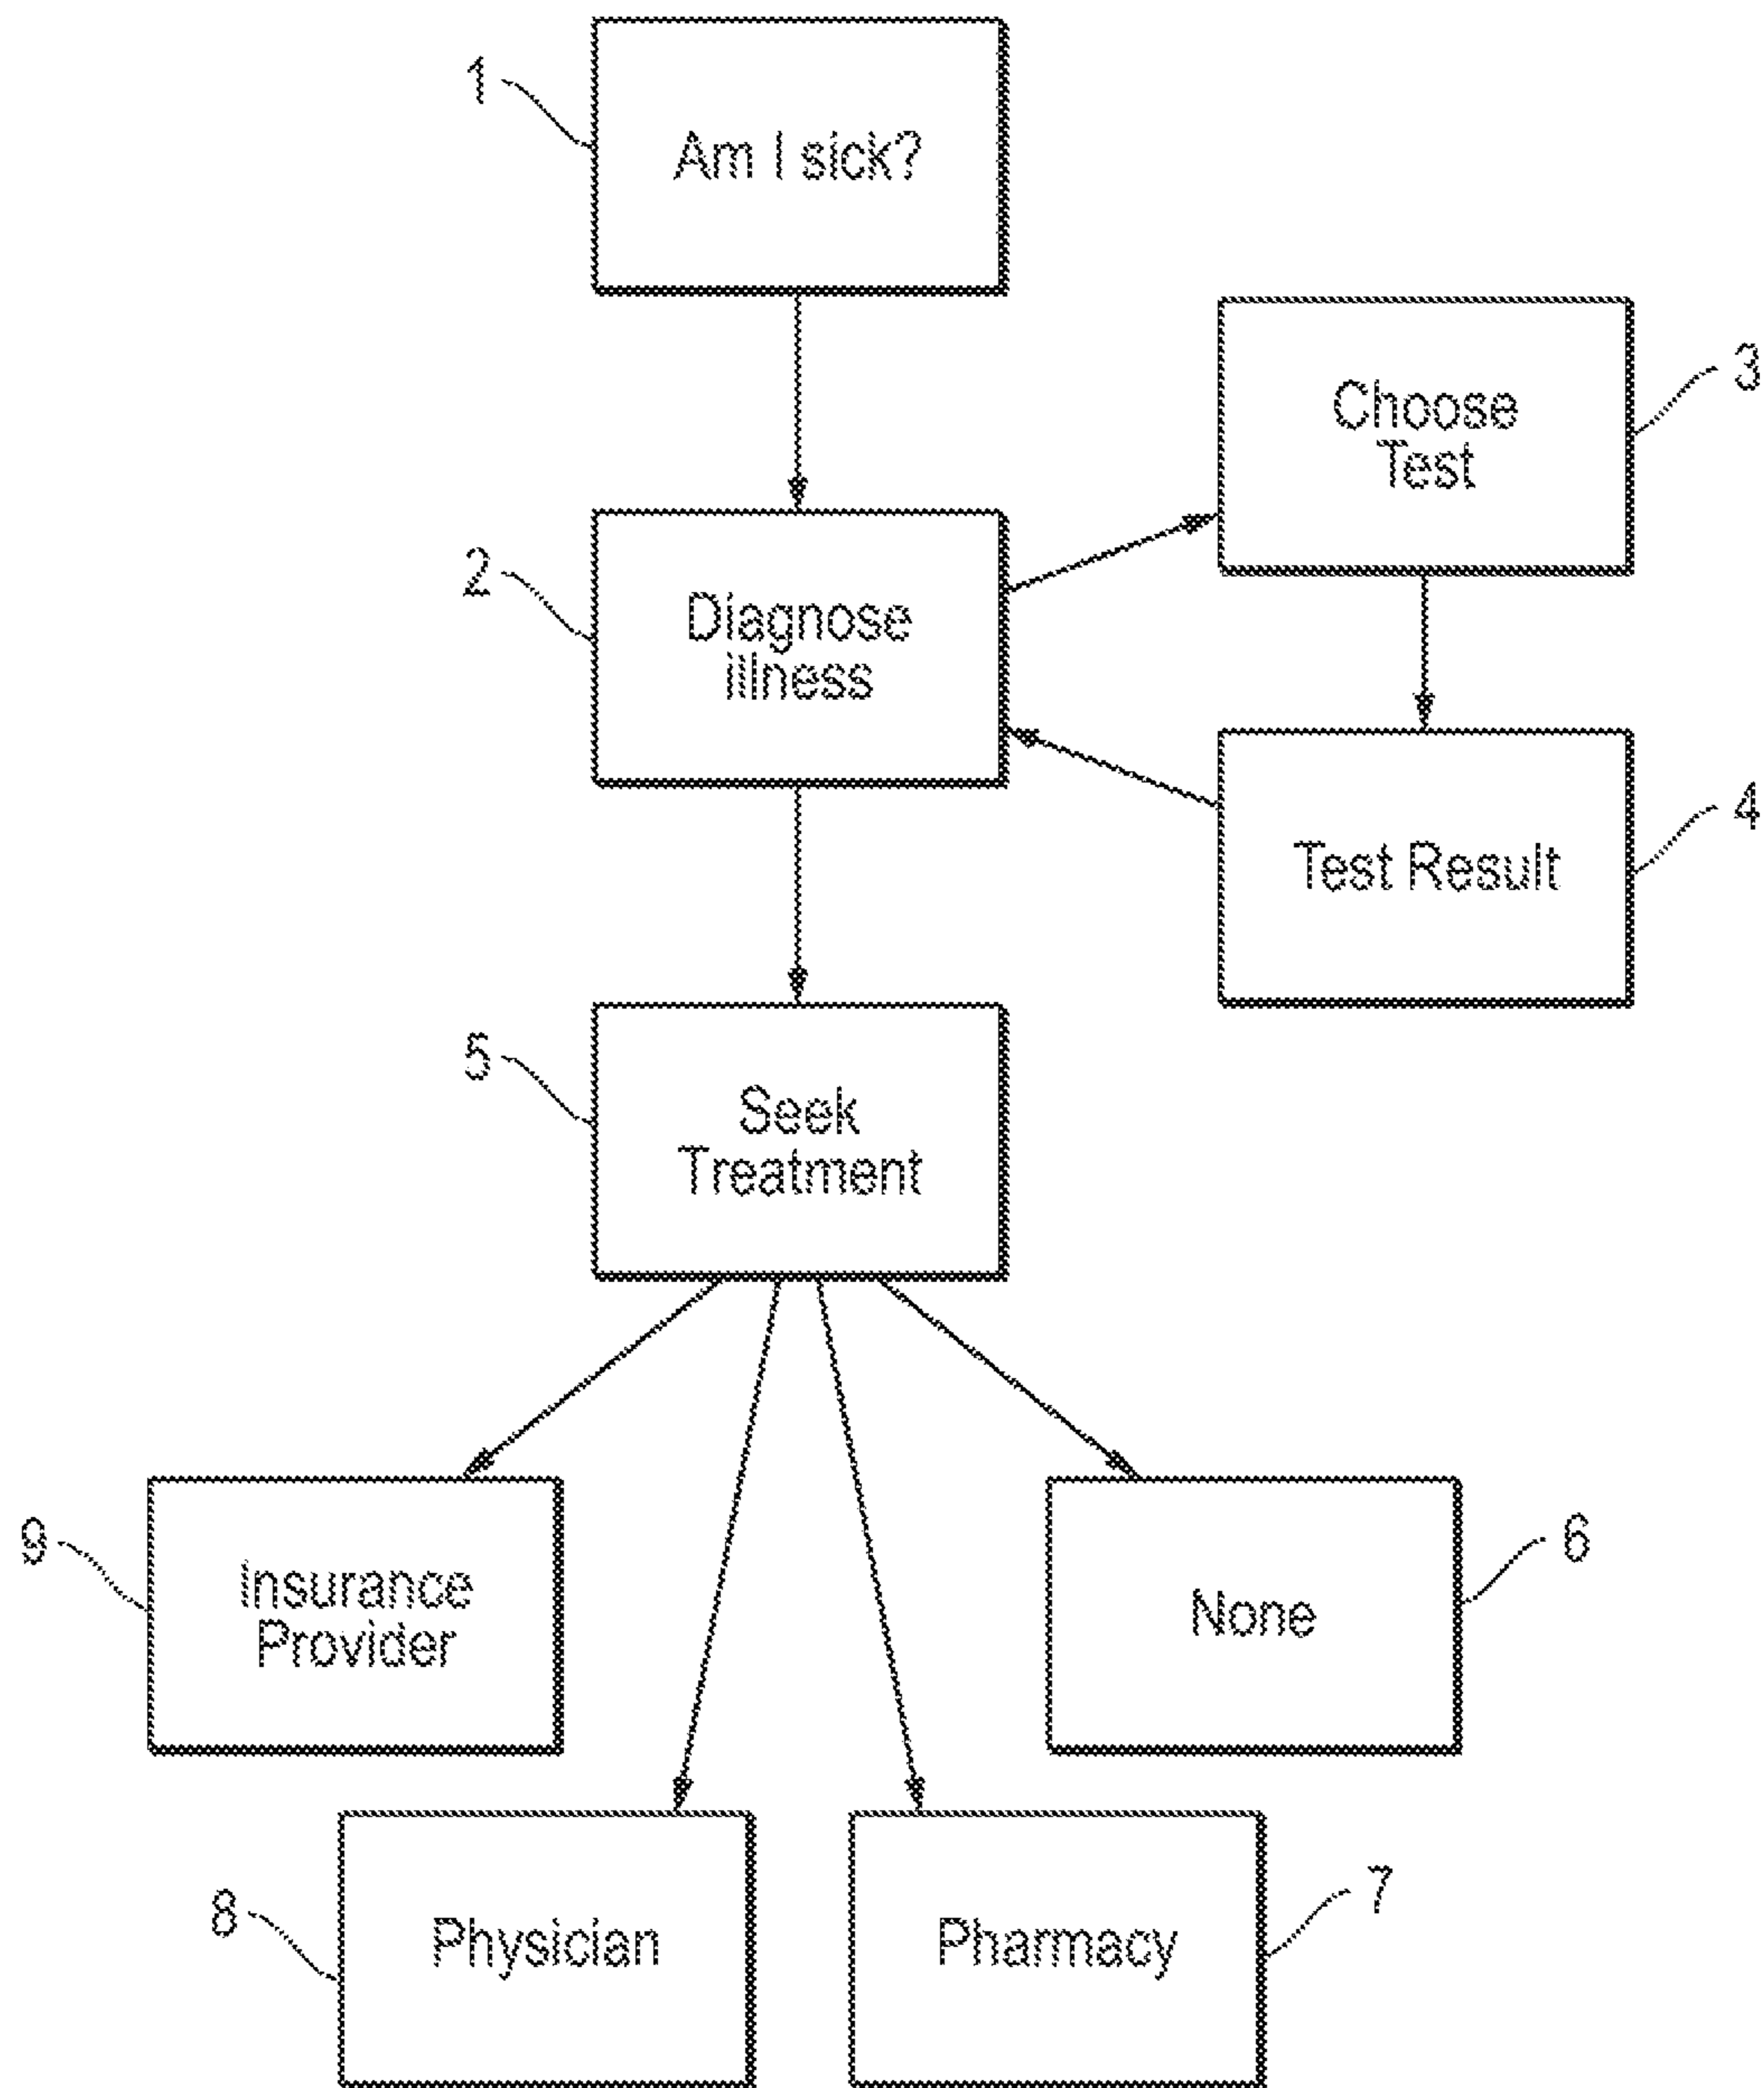 1
Am I sick?
3
Choose
Test
2
Diagnose
illness
4
Test Result
5
Seek
Treatment
9
Insurance
Provider
6
None
8
Physician
7
Pharmacy